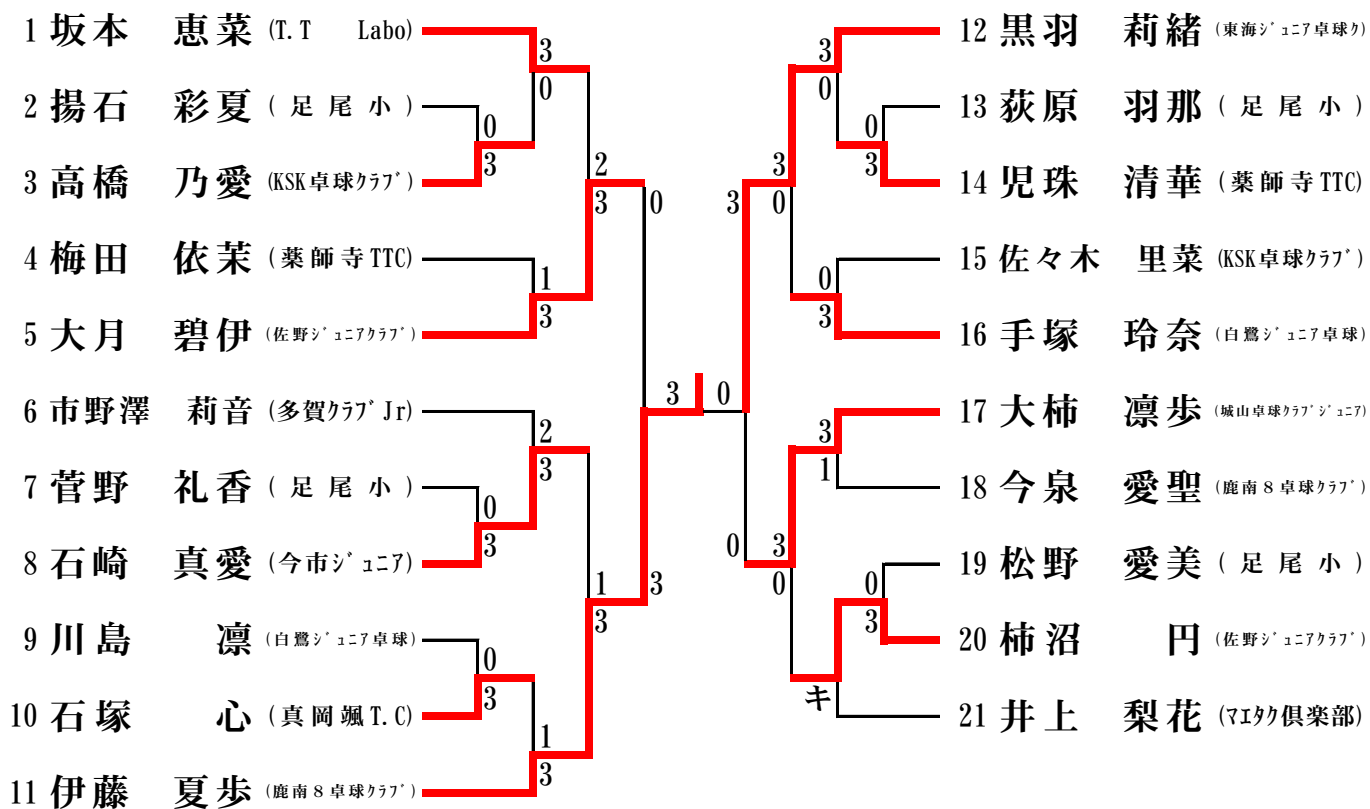 1 坂本 恵菜 (T.T Labo)
2 揚石 彩夏 (足尾小)
3 高橋 乃愛 (KSK卓球ｸﾗﾌﾞ)
4 梅田 依茉 (薬師寺TTC)
5 大月 碧伊 (佐野ｼﾞｭﾆｱｸﾗﾌﾞ)
6 市野澤 莉音 (多賀ｸﾗﾌﾞJr)
7 菅野 礼香 (足尾小)
8 石崎 真愛 (今市ｼﾞｭﾆｱ)
9 川島 凛 (白鷺ｼﾞｭﾆｱ卓球)
10 石塚 心 (真岡颯T.C)
11 伊藤 夏歩 (鹿南8卓球ｸﾗﾌﾞ)
3
0
0
3
2
3
1
3
0
2
3
0
3
1
3
3
0
3
1
3
3
0
3
0
3
0
0
3
3
0
0
3
3
1
0
3
0
0
3
キ
12 黒羽 莉緒 (東海ｼﾞｭﾆｱ卓球ｸ)
13 荻原 羽那 (足尾小)
14 児珠 清華 (薬師寺TTC)
15 佐々木 里菜 (KSK卓球ｸﾗﾌﾞ)
16 手塚 玲奈 (白鷺ｼﾞｭﾆｱ卓球)
17 大柿 凛歩 (城山卓球ｸﾗﾌﾞｼﾞｭﾆｱ)
18 今泉 愛聖 (鹿南8卓球ｸﾗﾌﾞ)
19 松野 愛美 (足尾小)
20 柿沼 円 (佐野ｼﾞｭﾆｱｸﾗﾌﾞ)
21 井上 梨花 (ﾏｴﾀｸ倶楽部)